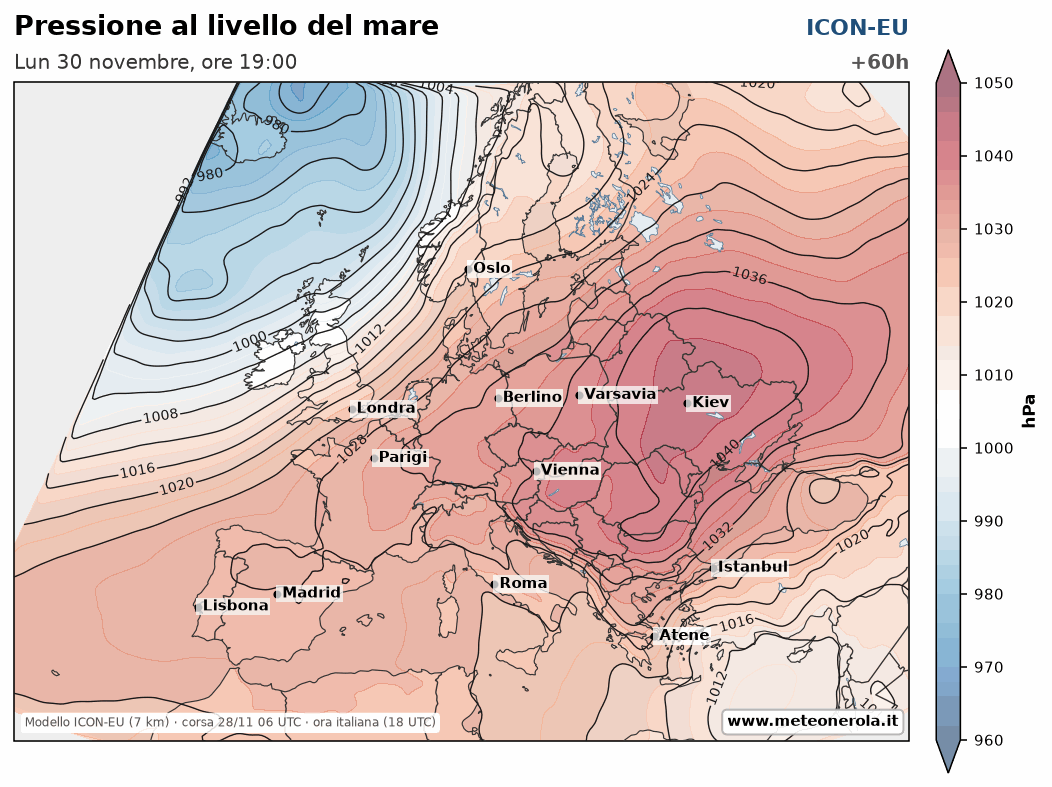 Pressione al livello del mare
ICON-EU
Lun 30 novembre, ore 19:00
+60h
1004
1020
980
980
992
1024
1036
Oslo
1000
1012
1008
Londra
Berlino
Varsavia
Kiev
1028
Parigi
Vienna
1040
1016
1020
1032
1020
Istanbul
Roma
Madrid
Lisbona
1016
Atene
1012
Modello ICON-EU (7 km) · corsa 28/11 06 UTC · ora italiana (18 UTC)
www.meteonerola.it
1050
1040
1030
1020
1010
1000
990
980
970
960
hPa